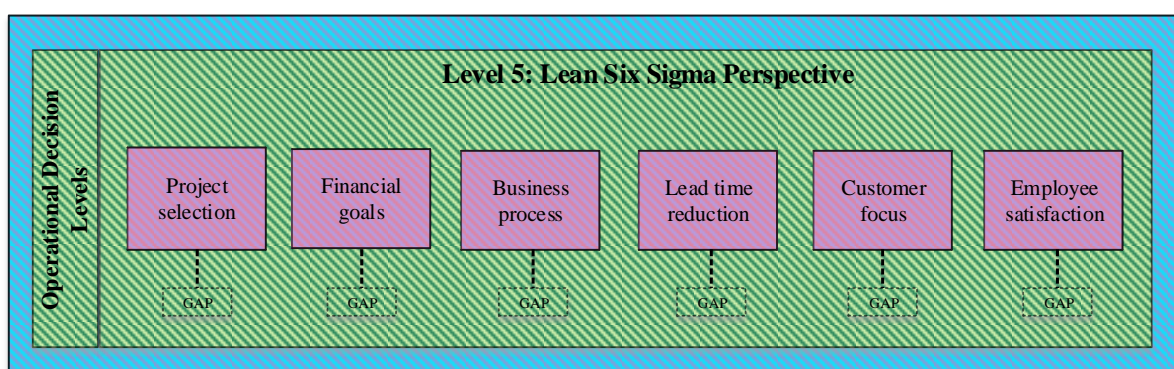 Operational Decision
Levels
Level 5: Lean Six Sigma Perspective
Project
selection
Financial
goals
Business
process
Lead time
reduction
Customer
focus
Employee
satisfaction
GAP
GAP
GAP
GAP
GAP
GAP